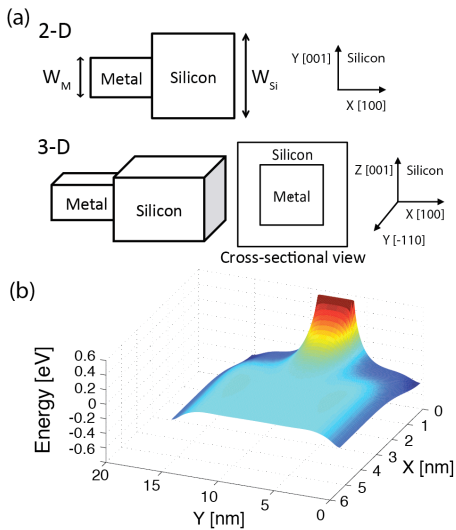 (a)
2-D
W_M
Metal
Silicon
W_Si
Y [001]
Silicon
X [100]
3-D
Metal
Silicon
Silicon
Metal
Cross-sectional view
Z [001]
Silicon
X [100]
Y [-110]
(b)
Energy [eV]
0.6
0.4
0.2
0
-0.2
-0.4
-0.6
20
15
10
5
0
Y [nm]
0
1
2
3
4
5
6
X [nm]